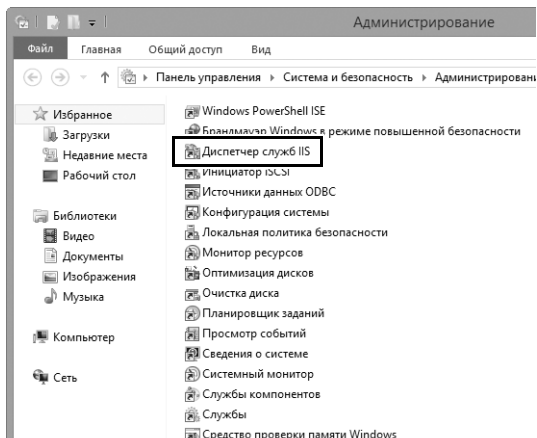 Администрирование
Файл Главная Общий доступ Вид
Панель управления Система и безопасность Администрировани
Избранное
Загрузки
Недавние места
Рабочий стол
Библиотеки
Видео
Документы
Изображения
Музыка
Компьютер
Сеть
Windows PowerShell ISE
Брандмауэр Windows в режиме повышенной безопасности
Диспетчер служб IIS
Инициатор iSCSI
Источники данных ODBC
Конфигурация системы
Локальная политика безопасности
Монитор ресурсов
Оптимизация дисков
Очистка диска
Планировщик заданий
Просмотр событий
Сведения о системе
Системный монитор
Службы компонентов
Службы
Средство проверки памяти Windows